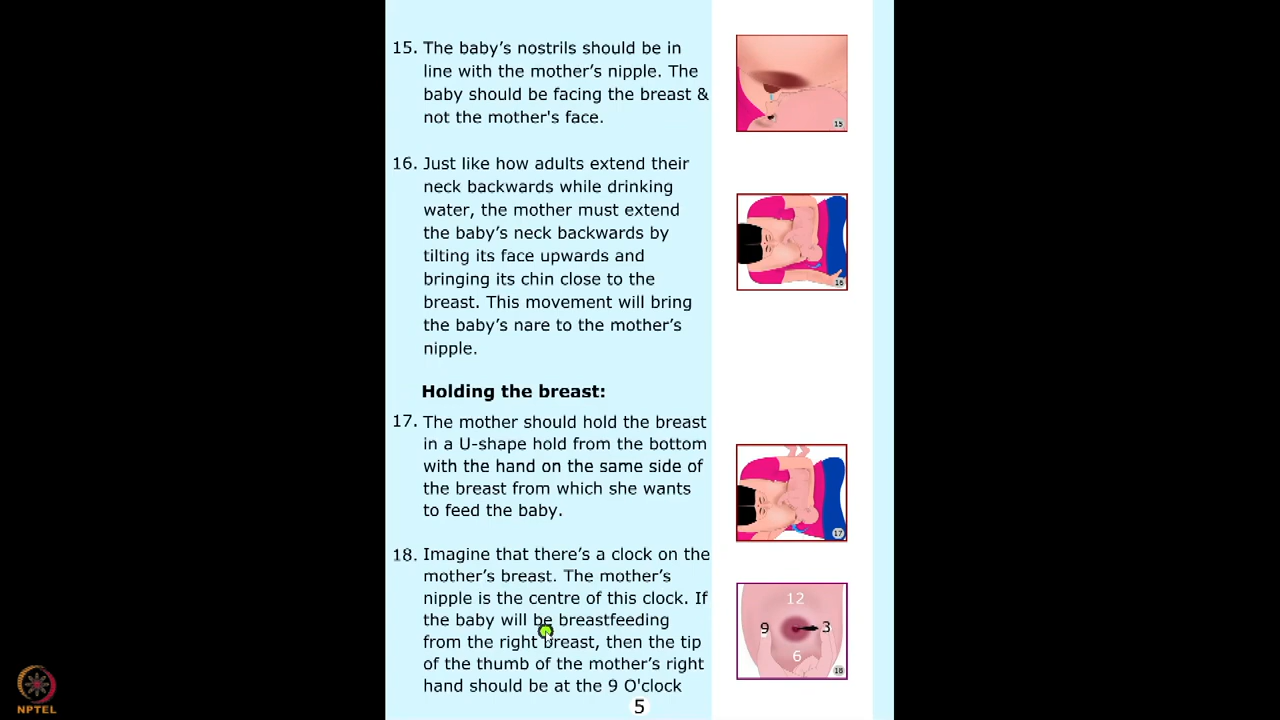 15. The baby's nostrils should be in
line with the mother's nipple. The
baby should be facing the breast &
not the mother's face.
15
16. Just like how adults extend their
neck backwards while drinking
water, the mother must extend
the baby's neck backwards by
tilting its face upwards and
bringing its chin close to the
breast. This movement will bring
the baby's nare to the mother's
nipple.
16
Holding the breast:
17. The mother should hold the breast
in a U-shape hold from the bottom
with the hand on the same side of
the breast from which she wants
to feed the baby.
17
18. Imagine that there's a clock on the
mother's breast. The mother's
nipple is the centre of this clock. If
the baby will be breastfeeding
from the right breast, then the tip
of the thumb of the mother's right
hand should be at the 9 O'clock
12
9 3
6
18
5
NPTEL